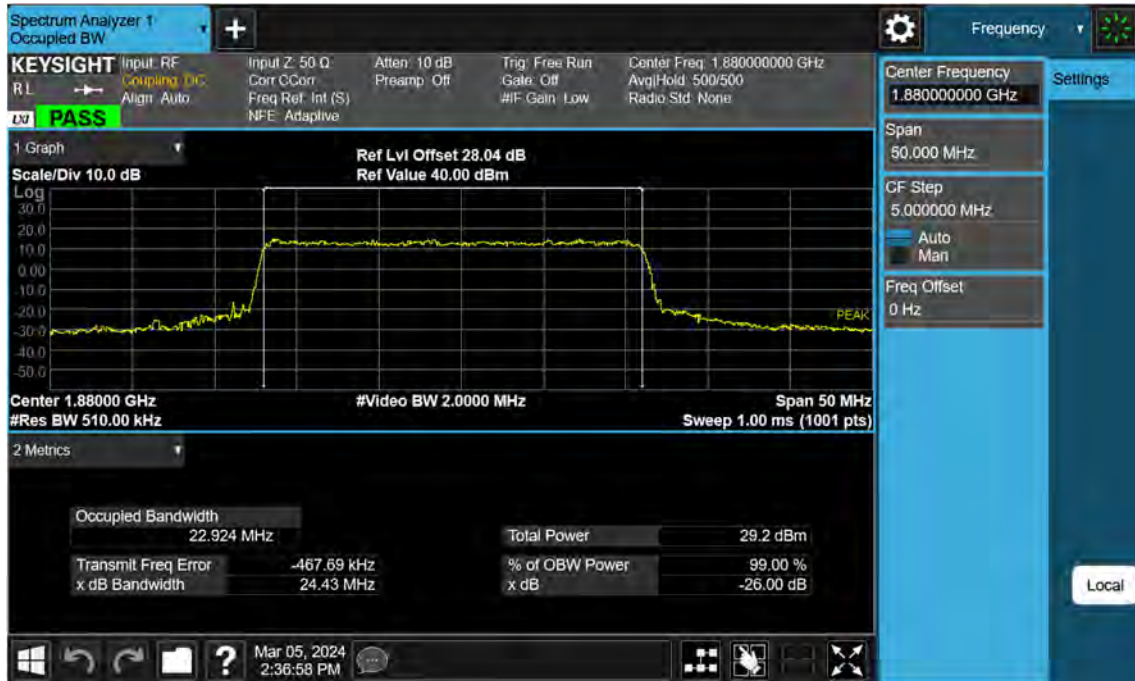 Spectrum Analyzer 1
Occupied BW
+
Frequency
KEYSIGHT
R L
LXI
PASS
Input: RF
Coupling: DC
Align: Auto
Input Z: 50 Ω
Corr CCorr
Freq Ref: Int (S)
NFE: Adaptive
Atten: 10 dB
Preamp: Off
Trig: Free Run
Gate: Off
#IF Gain: Low
Center Freq: 1.880000000 GHz
Avg|Hold: 500/500
Radio Std: None
Center Frequency
1.880000000 GHz
Settings
Span
50.000 MHz
CF Step
5.000000 MHz
Auto
Man
Freq Offset
0 Hz
Local
1 Graph
Scale/Div 10.0 dB
Ref Lvl Offset 28.04 dB
Ref Value 40.00 dBm
Log
30.0
20.0
10.0
0.00
-10.0
-20.0
-30.0
-40.0
-50.0
PEAK
Center 1.88000 GHz
#Video BW 2.0000 MHz
Span 50 MHz
#Res BW 510.00 kHz
Sweep 1.00 ms (1001 pts)
2 Metrics
Occupied Bandwidth
22.924 MHz
Total Power 29.2 dBm
Transmit Freq Error -467.69 kHz
% of OBW Power 99.00 %
x dB Bandwidth 24.43 MHz
x dB -26.00 dB
?
Mar 05, 2024
2:36:58 PM